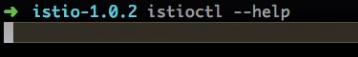 ➜ istio-1.0.2 istioctl --help